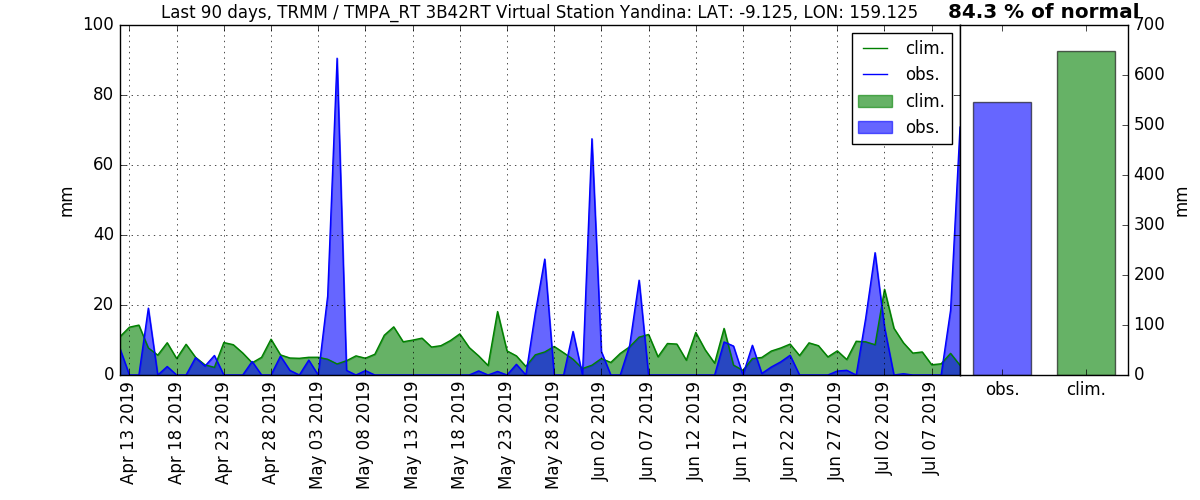 Last 90 days, TRMM / TMPA_RT 3B42RT Virtual Station Yandina: LAT: -9.125, LON: 159.125
84.3 % of normal
100
80
60
40
20
0
mm
clim.
obs.
clim.
obs.
700
600
500
400
300
200
100
0
mm
Apr 13 2019
Apr 18 2019
Apr 23 2019
Apr 28 2019
May 03 2019
May 08 2019
May 13 2019
May 18 2019
May 23 2019
May 28 2019
Jun 02 2019
Jun 07 2019
Jun 12 2019
Jun 17 2019
Jun 22 2019
Jun 27 2019
Jul 02 2019
Jul 07 2019
obs.
clim.